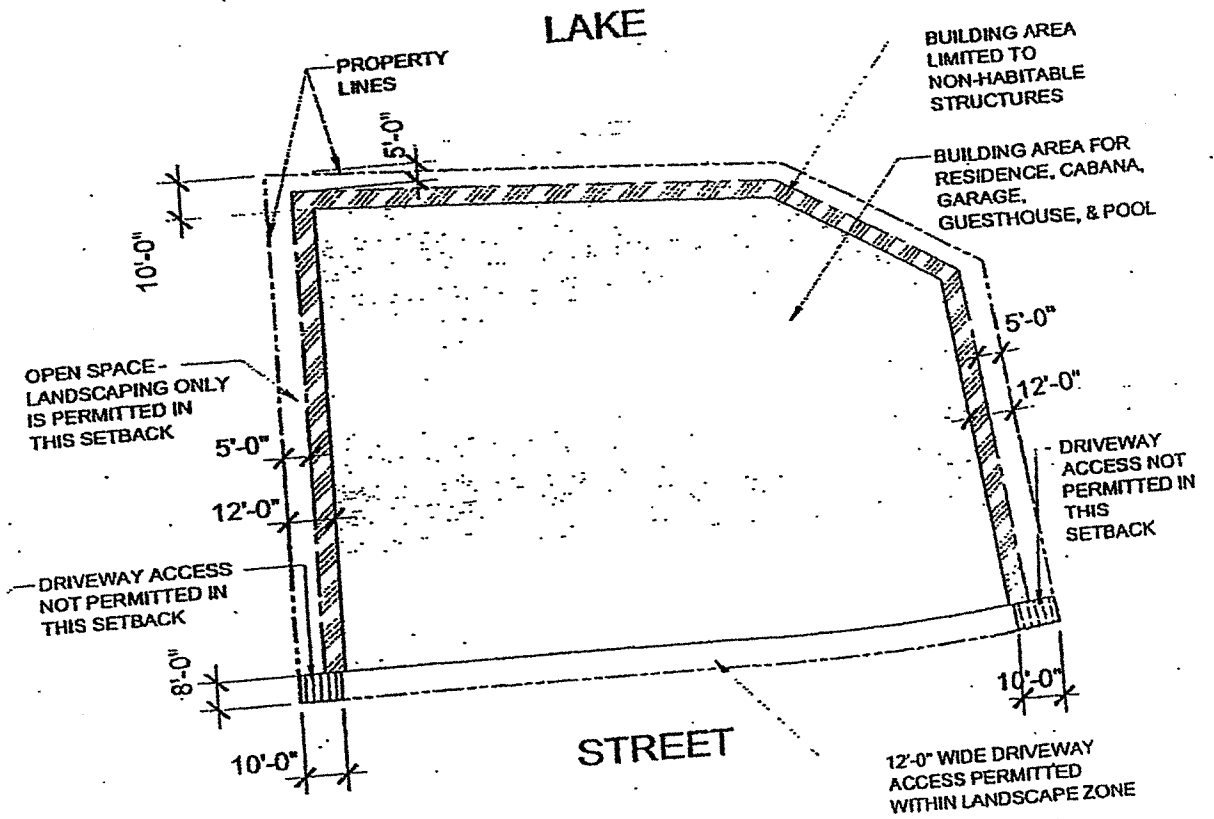 LAKE
PROPERTY
LINES
BUILDING AREA
LIMITED TO
NON-HABITABLE
STRUCTURES
5'-0"
10'-0"
BUILDING AREA FOR
RESIDENCE, CABANA,
GARAGE,
GUESTHOUSE, & POOL
OPEN SPACE-
LANDSCAPING ONLY
IS PERMITTED IN
THIS SETBACK
5'-0"
12'-0"
5'-0"
12'-0"
DRIVEWAY
ACCESS NOT
PERMITTED IN
THIS
SETBACK
DRIVEWAY ACCESS
NOT PERMITTED IN
THIS SETBACK
8'-0"
10'-0"
STREET
10'-0"
12'-0" WIDE DRIVEWAY
ACCESS PERMITTED
WITHIN LANDSCAPE ZONE